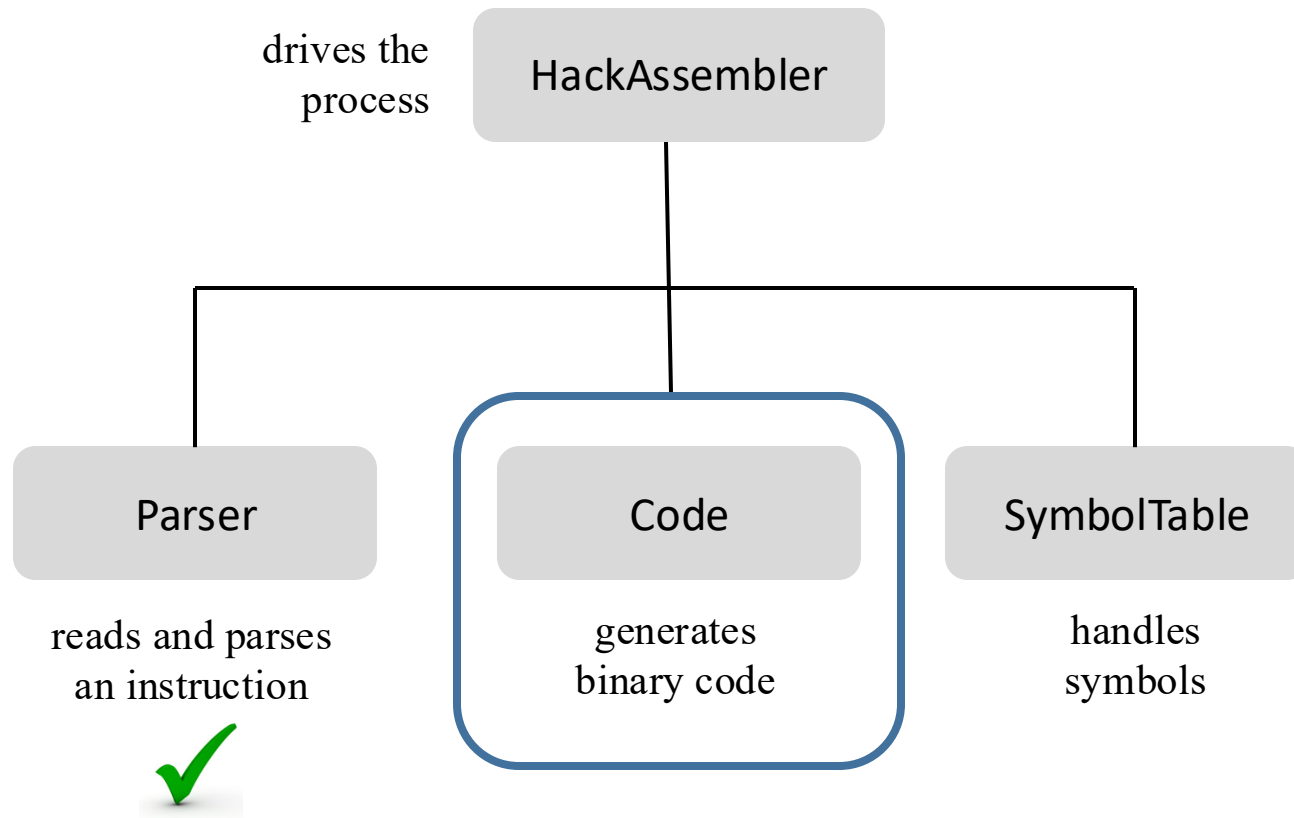 drives the
process
HackAssembler
Parser
Code
SymbolTable
reads and parses
an instruction
generates
binary code
handles
symbols